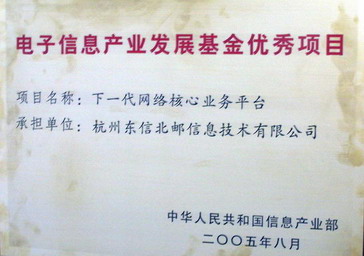 电子信息产业发展基金优秀项目
项目名称：下一代网络核心业务平台
承担单位：杭州东信北邮信息技术有限公司
中华人民共和国信息产业部
二〇〇五年八月